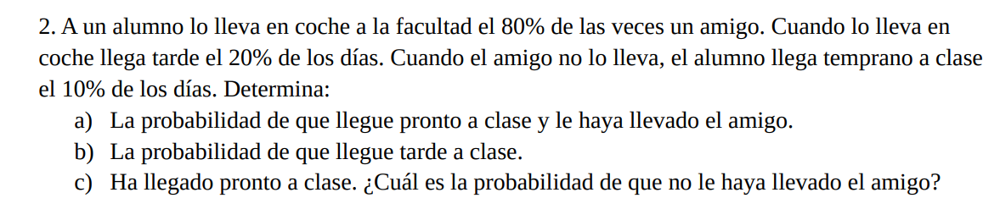 2. A un alumno lo lleva en coche a la facultad el 80% de las veces un amigo. Cuando lo lleva en
coche llega tarde el 20% de los días. Cuando el amigo no lo lleva, el alumno llega temprano a clase
el 10% de los días. Determina:
a) La probabilidad de que llegue pronto a clase y le haya llevado el amigo.
b) La probabilidad de que llegue tarde a clase.
c) Ha llegado pronto a clase. ¿Cuál es la probabilidad de que no le haya llevado el amigo?